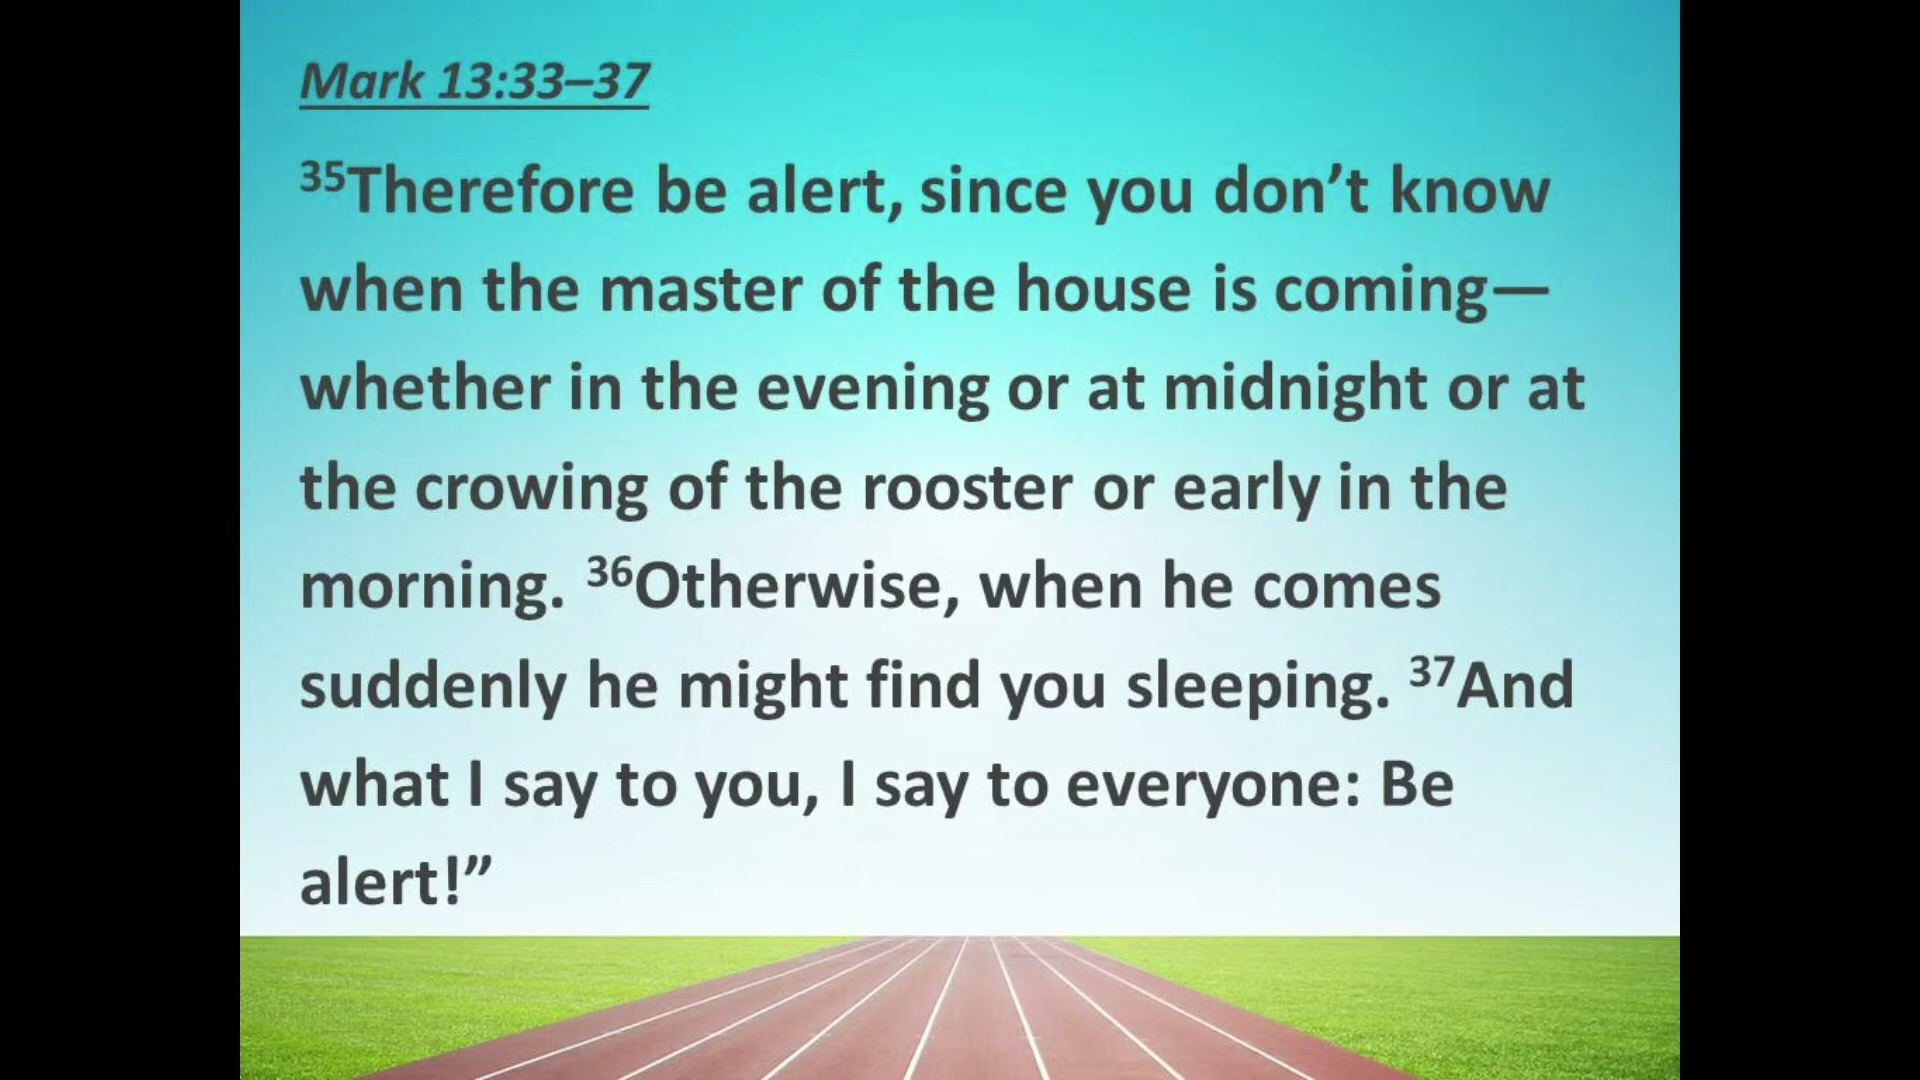 Mark 13:33–37
35Therefore be alert, since you don’t know
when the master of the house is coming—
whether in the evening or at midnight or at
the crowing of the rooster or early in the
morning. 36Otherwise, when he comes
suddenly he might find you sleeping. 37And
what I say to you, I say to everyone: Be
alert!”